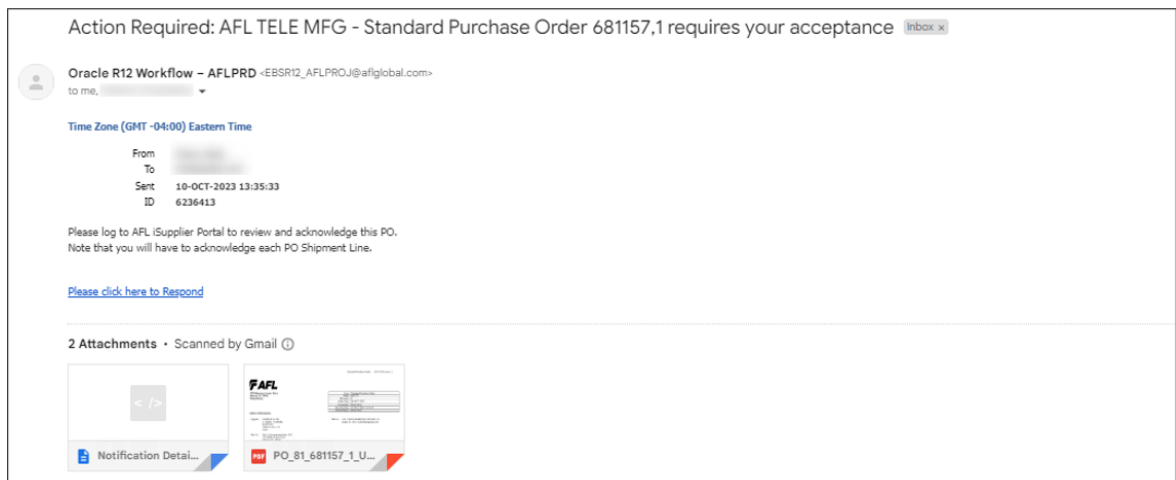 Action Required: AFL TELE MFG - Standard Purchase Order 681157,1 requires your acceptance Inbox x
Oracle R12 Workflow – AFLPRD <EBSR12_AFLPROJ@aflglobal.com>
to me,
Time Zone (GMT -04:00) Eastern Time
From
To
Sent 10-OCT-2023 13:35:33
ID 6236413
Please log to AFL iSupplier Portal to review and acknowledge this PO.
Note that you will have to acknowledge each PO Shipment Line.
Please click here to Respond
2 Attachments • Scanned by Gmail
</>
AFL
Notification Detai...
PDF PO_81_681157_1_U...